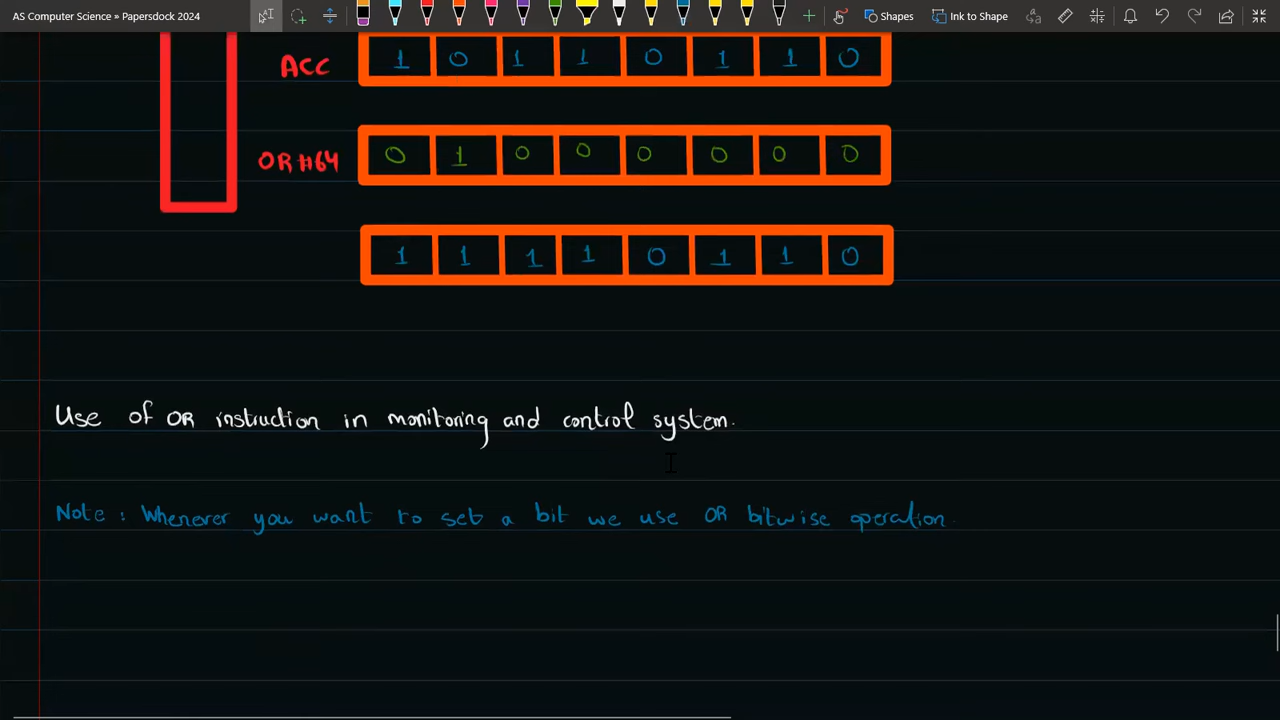 AS Computer Science » Papersdock 2024
Shapes
Ink to Shape
ACC 1 0 1 1 0 1 1 0
OR #64 0 1 0 0 0 0 0 0
1 1 1 1 0 1 1 0
Use of OR instruction in monitoring and control system.
Note : Whenever you want to set a bit we use OR bitwise operation.